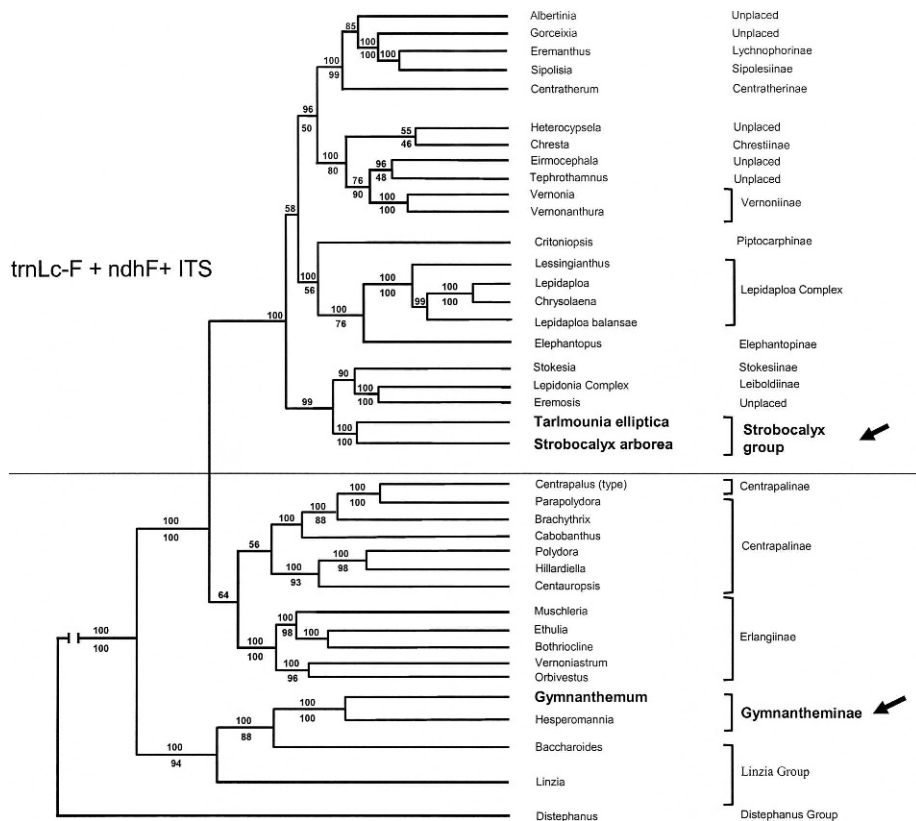 85 Albertinia Unplaced
100 100 Gorceixia Unplaced
100 Eremanthus Lychnophorinae
100 100 Sipolisia Sipolesiinae
99 Centratherum Centratherinae
96
50
55 Heterocypsela Unplaced
46 Chresta Chrestiinae
100 80 96 Eirmocephala Unplaced
76 48 Tephrothamnus Unplaced
90 100 Vernonia
100 Vernonanthura Vernoniinae
58
Critoniopsis Piptocarphinae
trnLc-F + ndhF+ ITS
100 56 100 100 Lessingianthus
100 Lepidaploa Lepidaploa Complex
99 100 Chrysolaena
100 76 Lepidaploa balansae
100
Elephantopus Elephantopinae
90 Stokesia Stokesiinae
100 Lepidonia Complex Leiboldiinae
99 100 Eremosis Unplaced
100 Tarlmounia elliptica Strobocalyx
100 Strobocalyx arborea group
100 Centrapalus (type) Centrapalinae
100 100 Parapolydora
100 88 Brachythrix
100 Cabobanthus
100 56 100 Polydora Centrapalinae
98 Hillardiella
100 93 Centauropsis
64
100 Muschleria
98 100 Ethulia
100 100 Bothriocline Erlangiinae
100 100 100 Vernoniastrum
96 Orbivestus
100 Gymnanthemum Gymnantheminae
100 100 Hesperomannia
100 88 Baccharoides
94 Linzia Linzia Group
Distephanus Distephanus Group